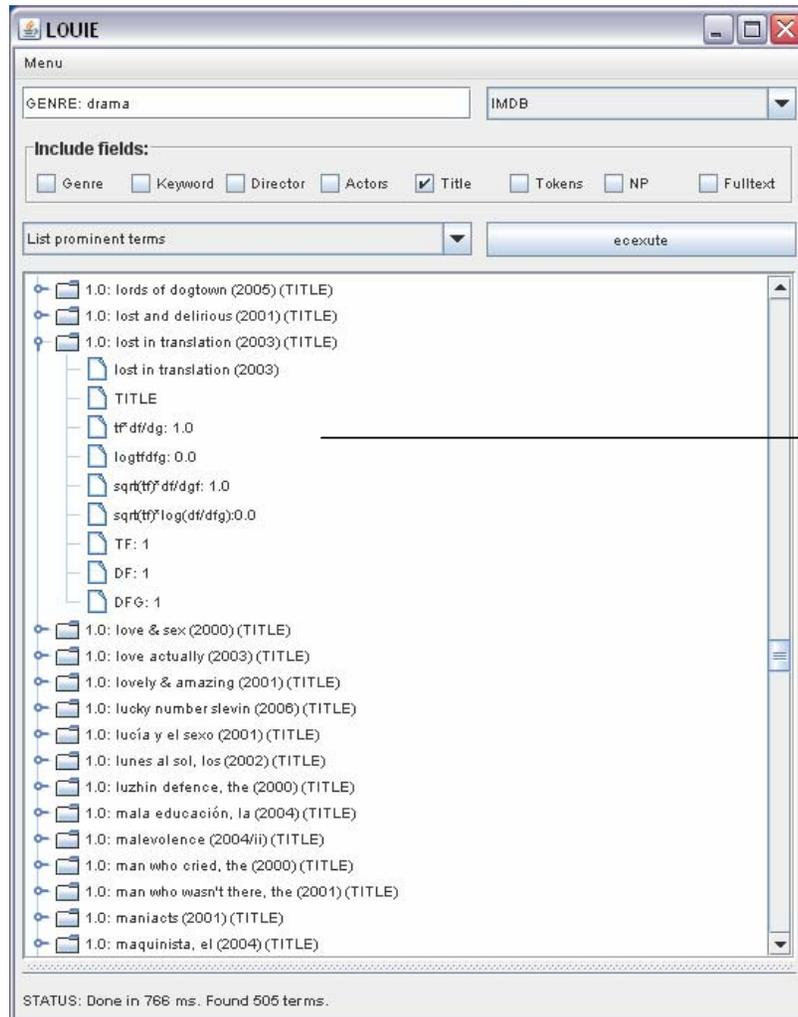 LOUIE
Menu
GENRE: drama IMDB
Include fields:
Genre Keyword Director Actors Title Tokens NP Fulltext
List prominent terms ecexute
1.0: lords of dogtown (2005) (TITLE)
1.0: lost and delirious (2001) (TITLE)
1.0: lost in translation (2003) (TITLE)
lost in translation (2003)
TITLE
tf*df/dg: 1.0
logtfdfg: 0.0
sqrt(tf)*df/dgf: 1.0
sqrt(tf)*log(df/dfg):0.0
TF: 1
DF: 1
DFG: 1
1.0: love & sex (2000) (TITLE)
1.0: love actually (2003) (TITLE)
1.0: lovely & amazing (2001) (TITLE)
1.0: lucky number slevin (2006) (TITLE)
1.0: lucía y el sexo (2001) (TITLE)
1.0: lunes al sol, los (2002) (TITLE)
1.0: luzhin defence, the (2000) (TITLE)
1.0: mala educación, la (2004) (TITLE)
1.0: malevolence (2004/ii) (TITLE)
1.0: man who cried, the (2000) (TITLE)
1.0: man who wasn't there, the (2001) (TITLE)
1.0: maniacts (2001) (TITLE)
1.0: maquinista, el (2004) (TITLE)
STATUS: Done in 766 ms. Found 505 terms.